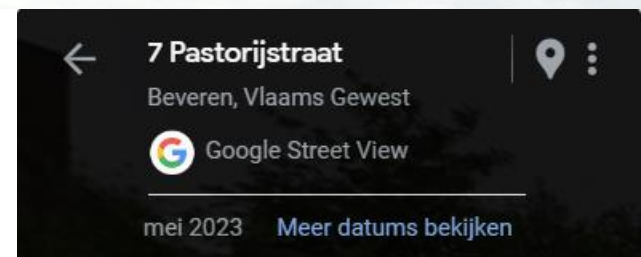 7 Pastorijstraat
Beveren, Vlaams Gewest
Google Street View
mei 2023 Meer datums bekijken